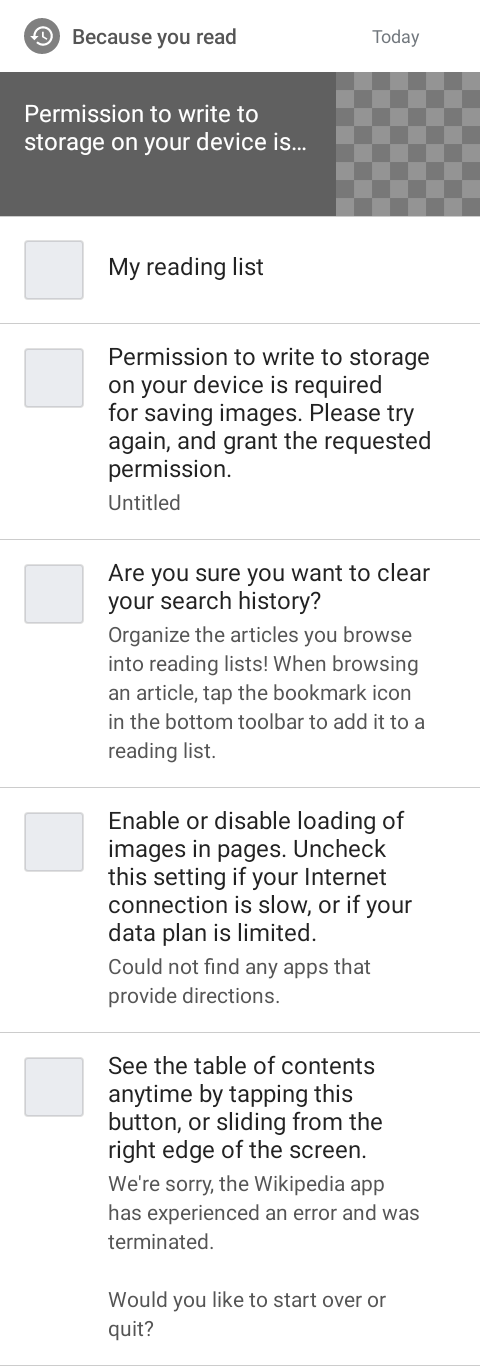 Because you read
Today
Permission to write to
storage on your device is…
My reading list
Permission to write to storage
on your device is required
for saving images. Please try
again, and grant the requested
permission.
Untitled
Are you sure you want to clear
your search history?
Organize the articles you browse
into reading lists! When browsing
an article, tap the bookmark icon
in the bottom toolbar to add it to a
reading list.
Enable or disable loading of
images in pages. Uncheck
this setting if your Internet
connection is slow, or if your
data plan is limited.
Could not find any apps that
provide directions.
See the table of contents
anytime by tapping this
button, or sliding from the
right edge of the screen.
We're sorry, the Wikipedia app
has experienced an error and was
terminated.
Would you like to start over or
quit?